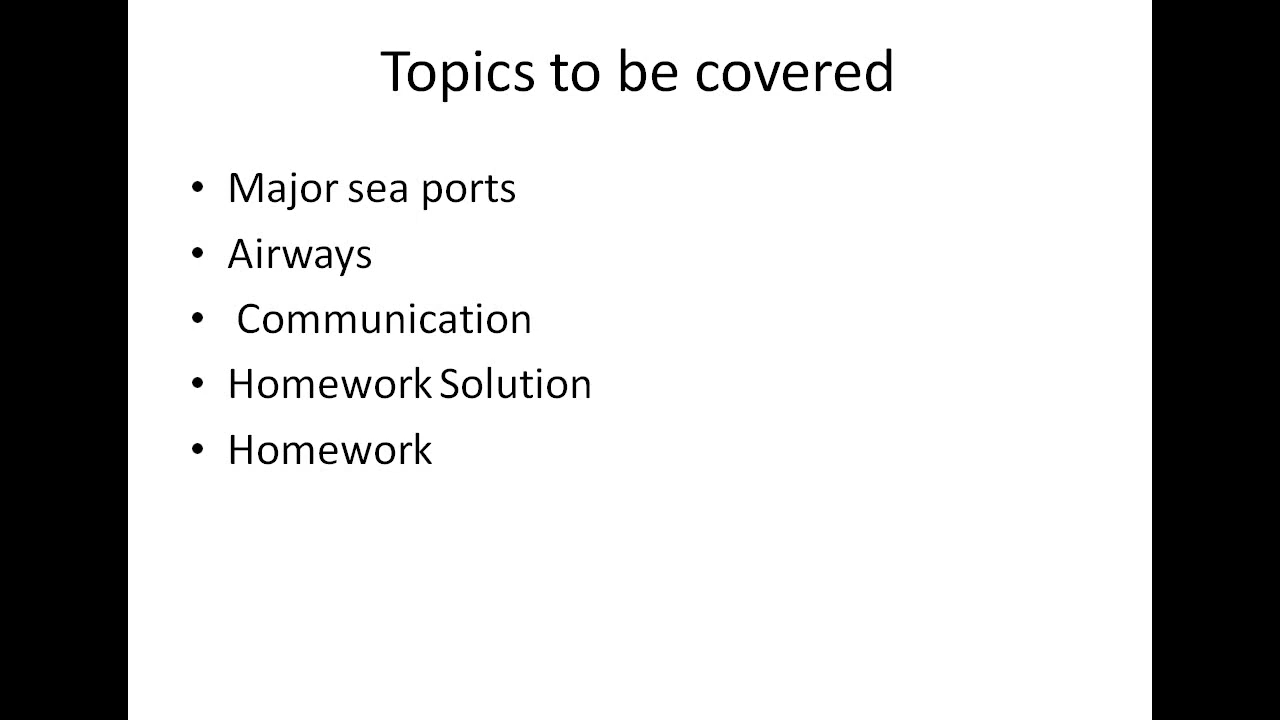 Topics to be covered
• Major sea ports
• Airways
• Communication
• Homework Solution
• Homework